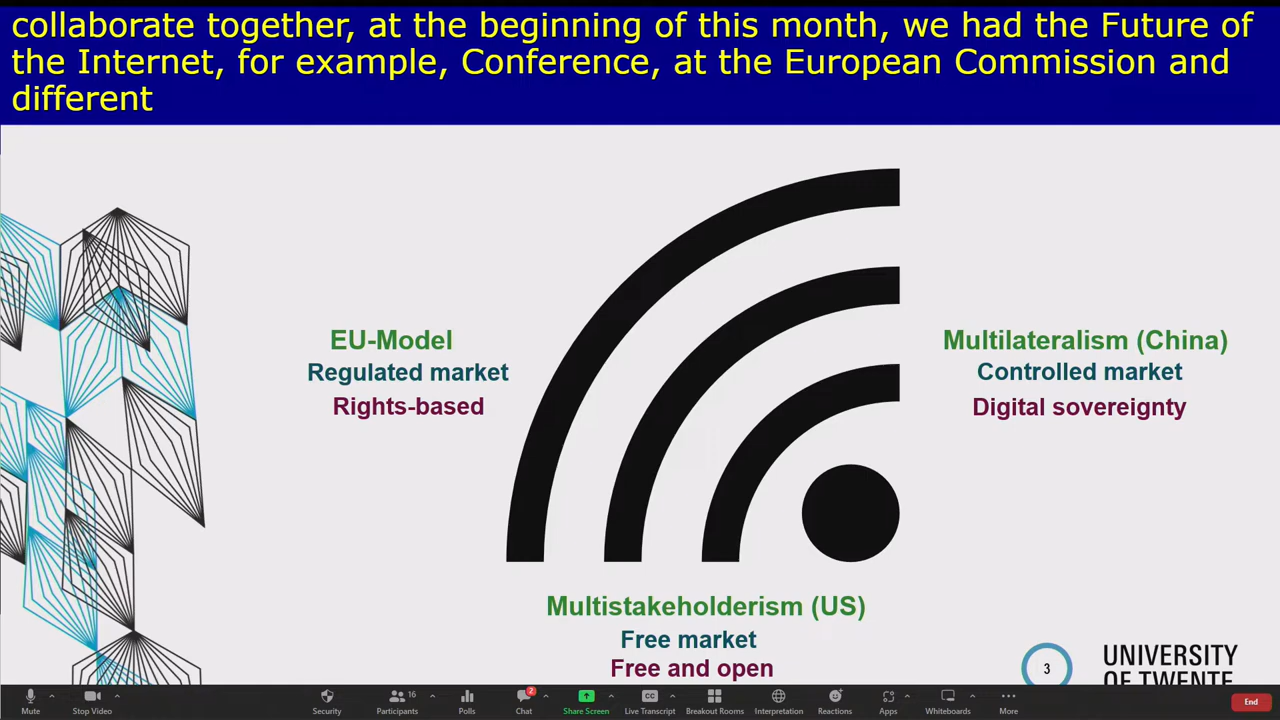 collaborate together, at the beginning of this month, we had the Future of
the Internet, for example, Conference, at the European Commission and
different
EU-Model
Regulated market
Rights-based
Multilateralism (China)
Controlled market
Digital sovereignty
Multistakeholderism (US)
Free market
Free and open
3
UNIVERSITY
OF TWENTE
Mute
Stop Video
Security
16
Participants
Polls
2
Chat
Share Screen
CC
Live Transcript
Breakout Rooms
Interpretation
Reactions
Apps
Whiteboards
More
End